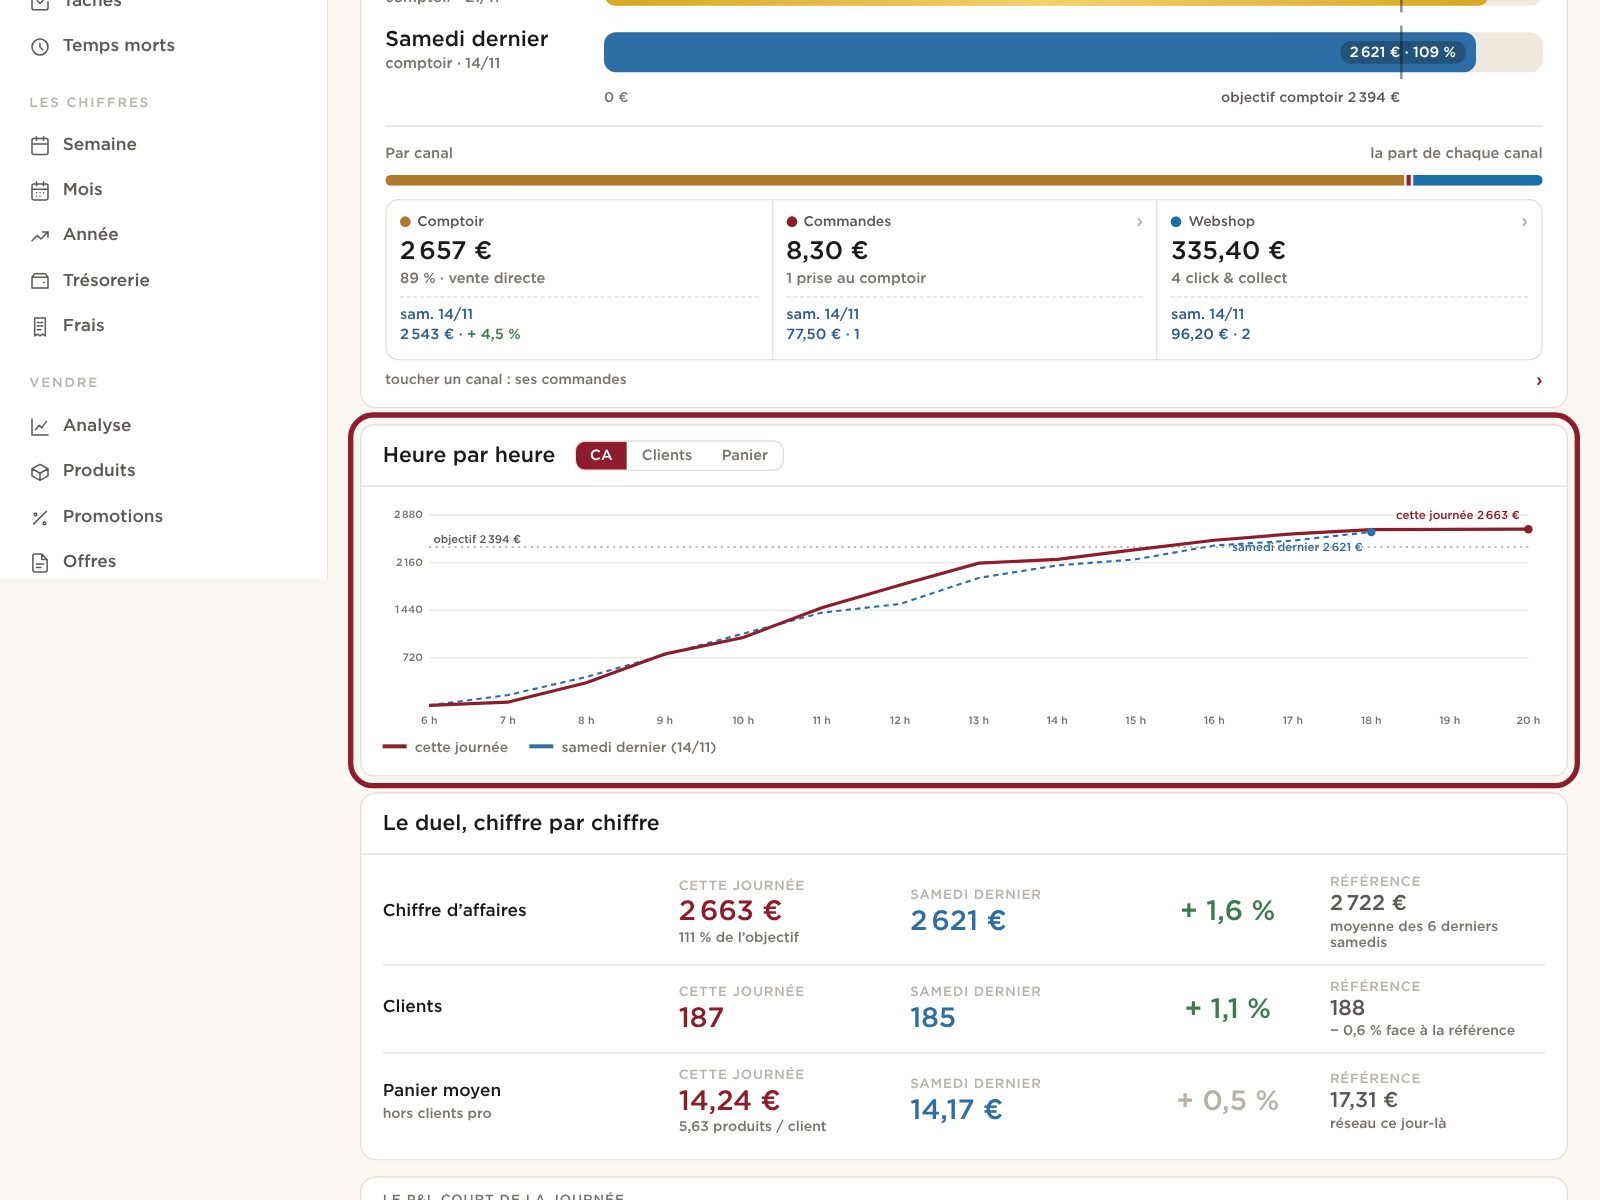 Tâches
Temps morts
LES CHIFFRES
Semaine
Mois
Année
Trésorerie
Frais
VENDRE
Analyse
Produits
Promotions
Offres
Samedi dernier
comptoir · 14/11
2 621 € · 109 %
0 €
objectif comptoir 2 394 €
Par canal
la part de chaque canal
Comptoir
2 657 €
89 % · vente directe
sam. 14/11
2 543 € · + 4,5 %
Commandes
8,30 €
1 prise au comptoir
sam. 14/11
77,50 € · 1
Webshop
335,40 €
4 click & collect
sam. 14/11
96,20 € · 2
toucher un canal : ses commandes
Heure par heure
CA
Clients
Panier
2 880
cette journée 2 663 €
objectif 2 394 €
samedi dernier 2 621 €
2 160
1 440
720
6 h 7 h 8 h 9 h 10 h 11 h 12 h 13 h 14 h 15 h 16 h 17 h 18 h 19 h 20 h
cette journée
samedi dernier (14/11)
Le duel, chiffre par chiffre
Chiffre d’affaires
CETTE JOURNÉE
2 663 €
111 % de l’objectif
SAMEDI DERNIER
2 621 €
+ 1,6 %
RÉFÉRENCE
2 722 €
moyenne des 6 derniers
samedis
Clients
CETTE JOURNÉE
187
SAMEDI DERNIER
185
+ 1,1 %
RÉFÉRENCE
188
− 0,6 % face à la référence
Panier moyen
hors clients pro
CETTE JOURNÉE
14,24 €
5,63 produits / client
SAMEDI DERNIER
14,17 €
+ 0,5 %
RÉFÉRENCE
17,31 €
réseau ce jour-là
LE P&L COURT DE LA JOURNÉE